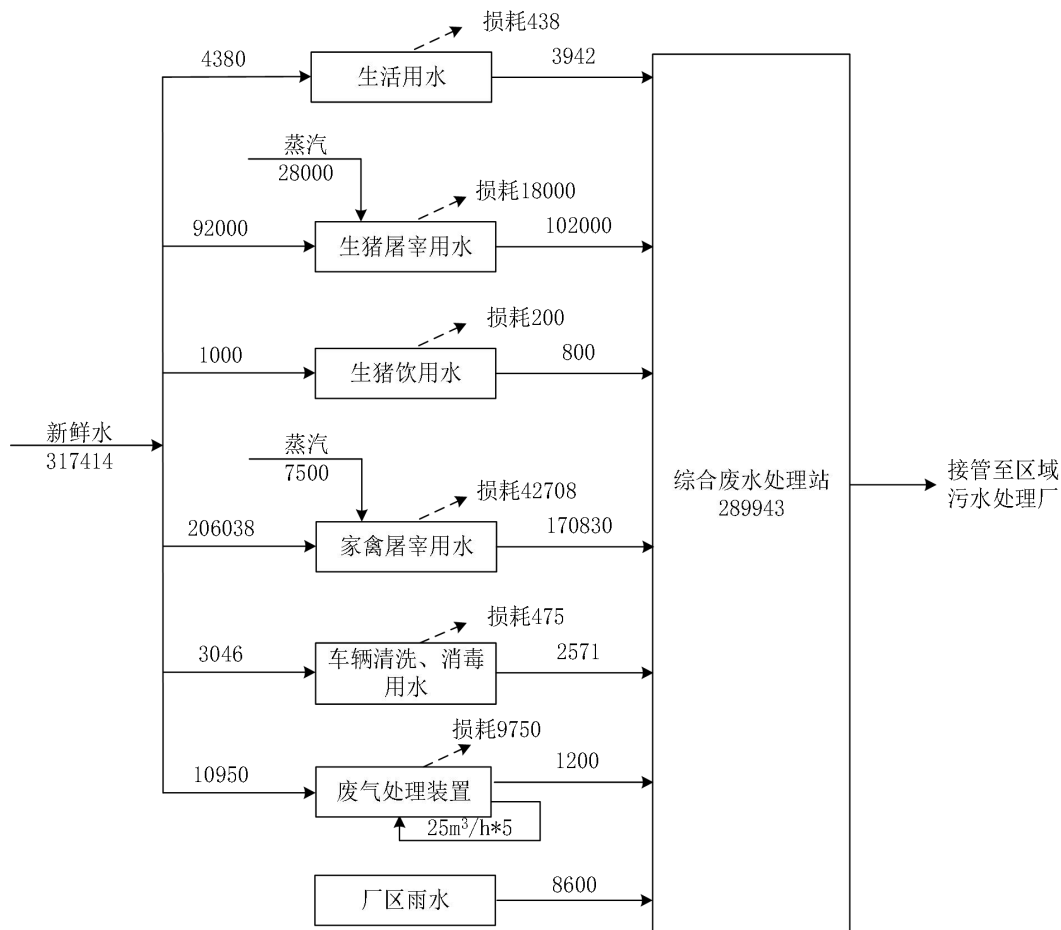 损耗438
4380
生活用水
3942
蒸汽
28000
损耗18000
92000
生猪屠宰用水
102000
损耗200
1000
生猪饮用水
800
新鲜水
317414
蒸汽
7500
损耗42708
206038
家禽屠宰用水
170830
综合废水处理站
289943
接管至区域
污水处理厂
损耗475
3046
车辆清洗、消毒
用水
2571
损耗9750
10950
废气处理装置
1200
25m³/h*5
厂区雨水
8600